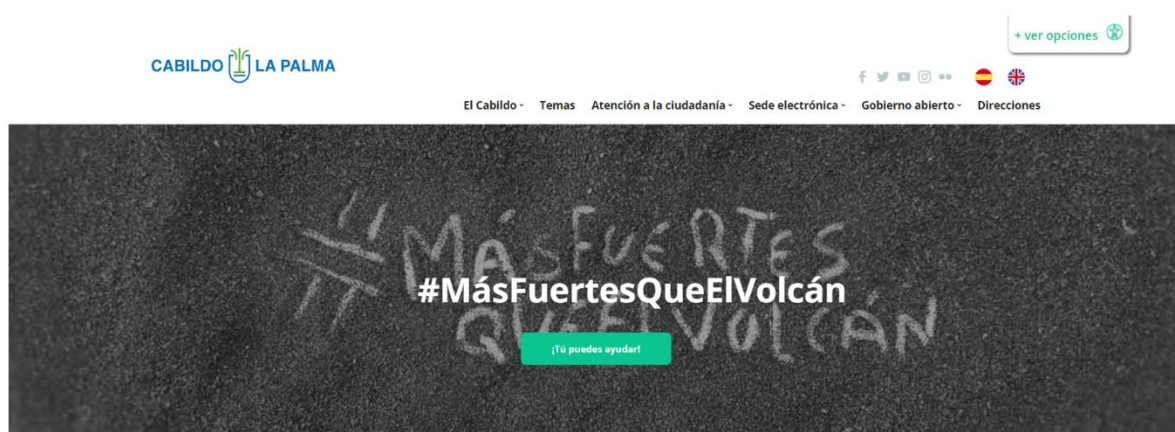 + ver opciones
CABILDO LA PALMA
El Cabildo Temas Atención a la ciudadanía Sede electrónica Gobierno abierto Direcciones
#MÁSFUERTES
#MásFuertesQueElVolcán
QUEELVOLCÁN
¡Tú puedes ayudar!